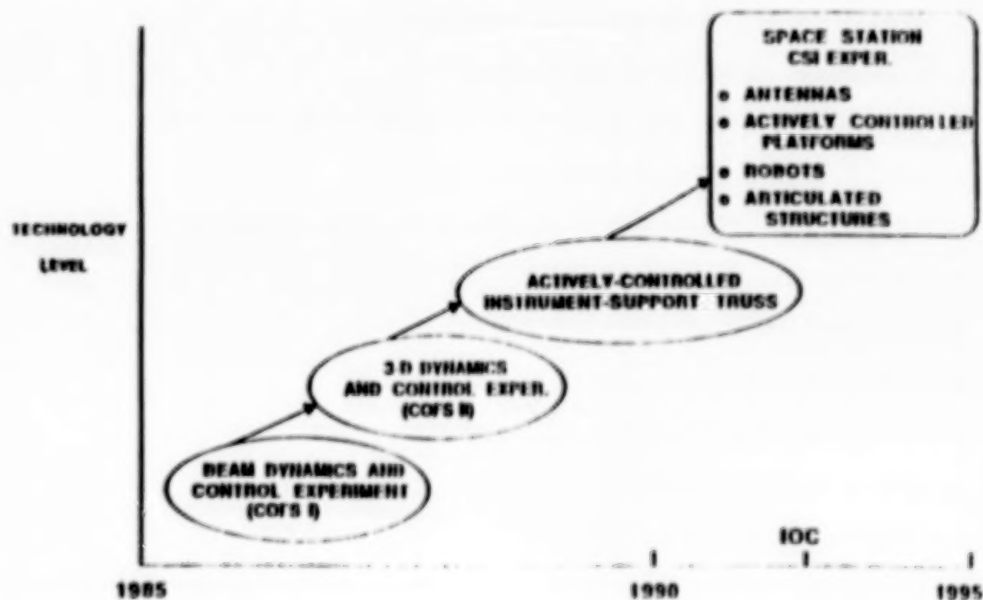 SPACE STATION
CSI EXPER.
• ANTENNAS
• ACTIVELY CONTROLLED
PLATFORMS
• ROBOTS
• ARTICULATED
STRUCTURES
TECHNOLOGY
LEVEL
ACTIVELY-CONTROLLED
INSTRUMENT-SUPPORT TRUSS
3-D DYNAMICS
AND CONTROL EXPER.
(COFS II)
BEAM DYNAMICS AND
CONTROL EXPERIMENT
(COFS I)
IOC
1985
1990
1995